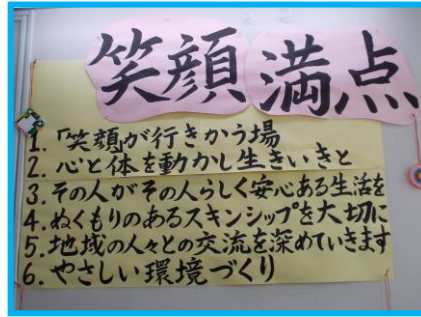 笑顔満点
1.「笑顔」が行きかう場
2. 心と体を動かし生きいきと
3. その人がその人らしく安心ある生活を
4. ぬくもりのあるスキンシップを大切に
5. 地域の人々との交流を深めていきます
6. やさしい環境づくり